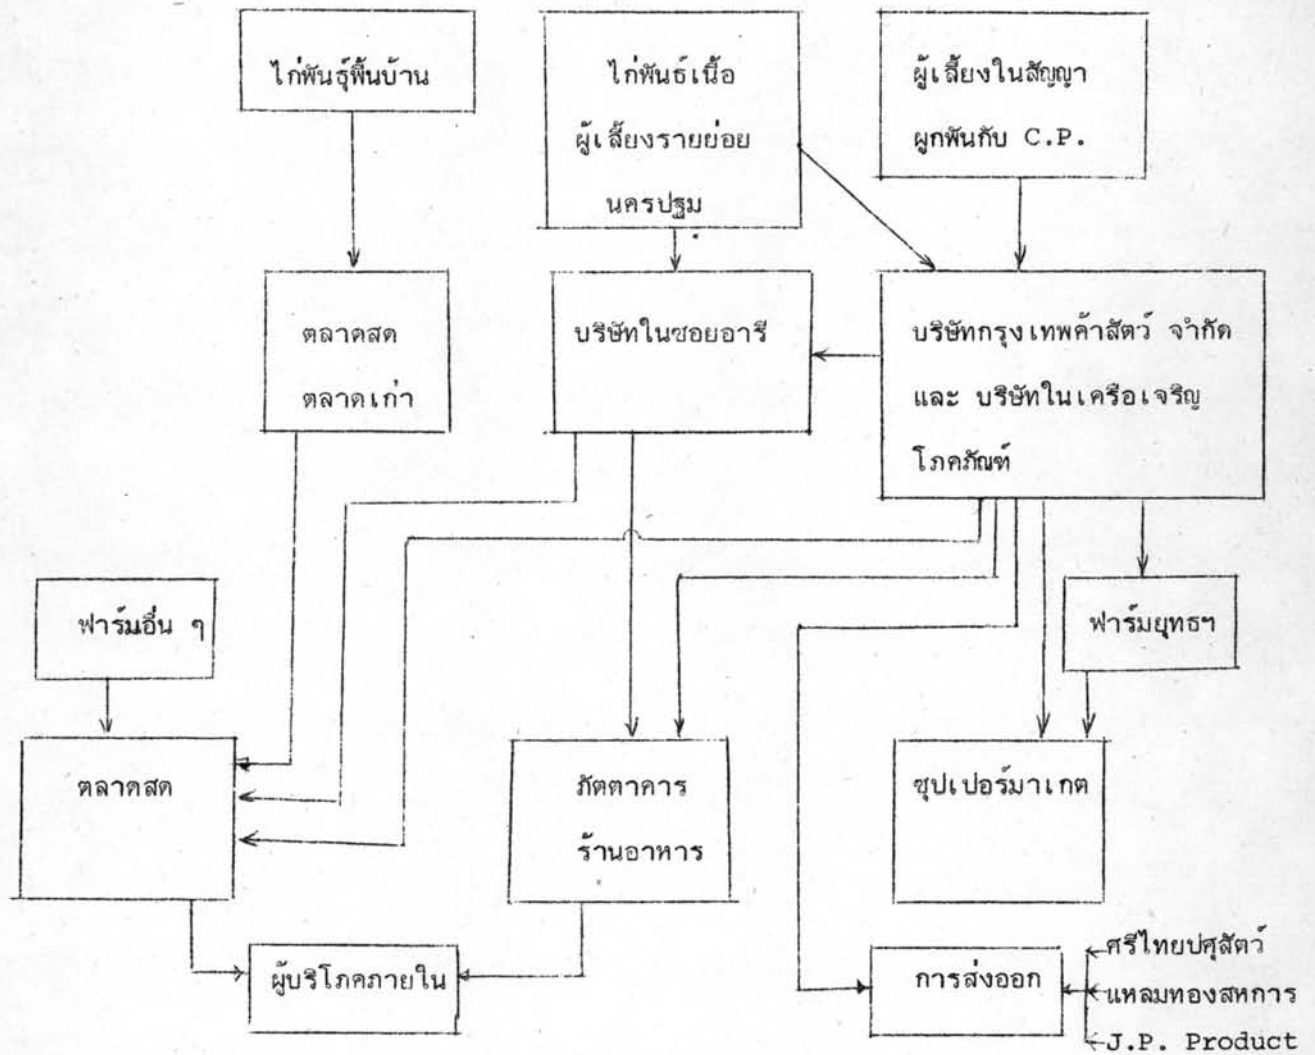 ไก่พันธุ์พื้นบ้าน
ไก่พันธ์เนื้อ
ผู้เลี้ยงรายย่อย
นครปฐม
ผู้เลี้ยงในสัญญา
ผูกพันกับ C.P.
ตลาดสด
ตลาดเก่า
บริษัทในซอยอารี
บริษัทกรุงเทพค้าสัตว์ จำกัด
และ บริษัทในเครือเจริญ
โภคภัณฑ์
ฟาร์มอื่น ๆ
ฟาร์มยุทธฯ
ตลาดสด
ภัตตาคาร
ร้านอาหาร
ซุปเปอร์มาเกต
ผู้บริโภคภายใน
การส่งออก
ศรีไทยปศุสัตว์
แหลมทองสหการ
J.P. Product